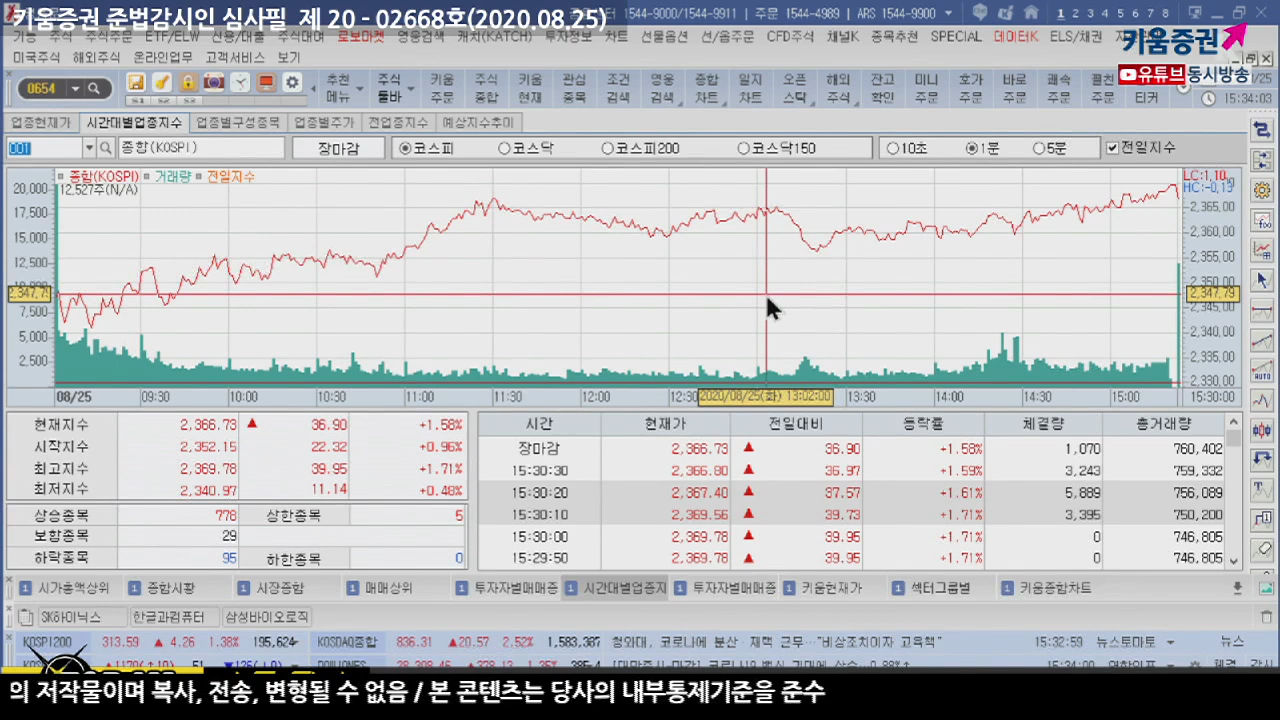 키움증권 준법감시인 심사필 제 20 - 02668호(2020.08.25)
1544-9000/1544-9911 | 주문 1544-4989 | ARS 1544-9900
1 2 3 4 5 6 7 8
기능 주식 주식주문 ETF/ELW 신용/대출 주식대여 로보마켓 영웅검색 캐치(KATCH) 투자정보 차트 선물옵션 선/옵주문 CFD주식 채널K 종목추천 SPECIAL 데이터K ELS/채권
키움증권
미국주식 해외주식 온라인업무 고객서비스 보기
유튜브 동시방송
0654 추천메뉴 주식둘바 키움주문 주식종합 키움현재 관심종목 조건검색 영웅검색 종합차트 일지차트 오픈스탁 해외주식 잔고확인 미니주문 호가주문 바로주문 쾌속주문
티커
15:34:03
업종현재가 시간대별업종지수 업종별구성종목 업종별주가 전업종지수 예상지수추이
001 종합(KOSPI) 장마감 코스피 코스닥 코스피200 코스닥150 10초 1분 5분 전일지수
종합(KOSPI) 거래량 전일지수
LC:1,10
12,527주(N/A)
20,000
17,500 2,365,00
15,000 2,360,00
12,500 2,355,00
2,347,79
7,500 2,345,00
5,000 2,340,00
2,500 2,335,00
2,330,00
08/25 09:30 10:00 10:30 11:00 11:30 12:00 12:30 2020/08/25(화) 13:02:00 13:30 14:00 14:30 15:00 15:30:00
현재지수 2,366.73 ▲ 36.90 +1.58%
시작지수 2,352.15 22.32 +0.96%
최고지수 2,369.78 39.95 +1.71%
최저지수 2,340.97 11.14 +0.48%
상승종목 778 상한종목 5
보합종목 29
하락종목 95 하한종목 0
시간 현재가 전일대비 등락률 체결량 총거래량
장마감 2,366.73 ▲ 36.90 +1.58% 1,070 760,402
15:30:30 2,366.80 ▲ 36.97 +1.59% 3,243 759,332
15:30:20 2,367.40 ▲ 37.57 +1.61% 5,889 756,089
15:30:10 2,369.56 ▲ 39.73 +1.71% 3,395 750,200
15:30:00 2,369.78 ▲ 39.95 +1.71% 0 746,805
15:29:50 2,369.78 ▲ 39.95 +1.71% 0 746,805
1 시가총액상위 1 종합시황 1 시장종합 1 매매상위 1 투자자별매매종 1 시간대별업종지 1 투자자별매매종 1 키움현재가 1 섹터그룹별 1 키움종합차트
SK하이닉스 한글과컴퓨터 삼성바이오로직
KOSPI200 313.59 ▲ 4.26 1.38% 195,624 KOSDAQ종합 836.31 ▲20.57 2.52% 1,583,387 청와대, 코로나에 분산·재택 근무…"비상조치이자 고육책" 15:32:59 뉴스토마토 뉴스
의 저작물이며 복사, 전송, 변형될 수 없음 / 본 콘텐츠는 당사의 내부통제기준을 준수